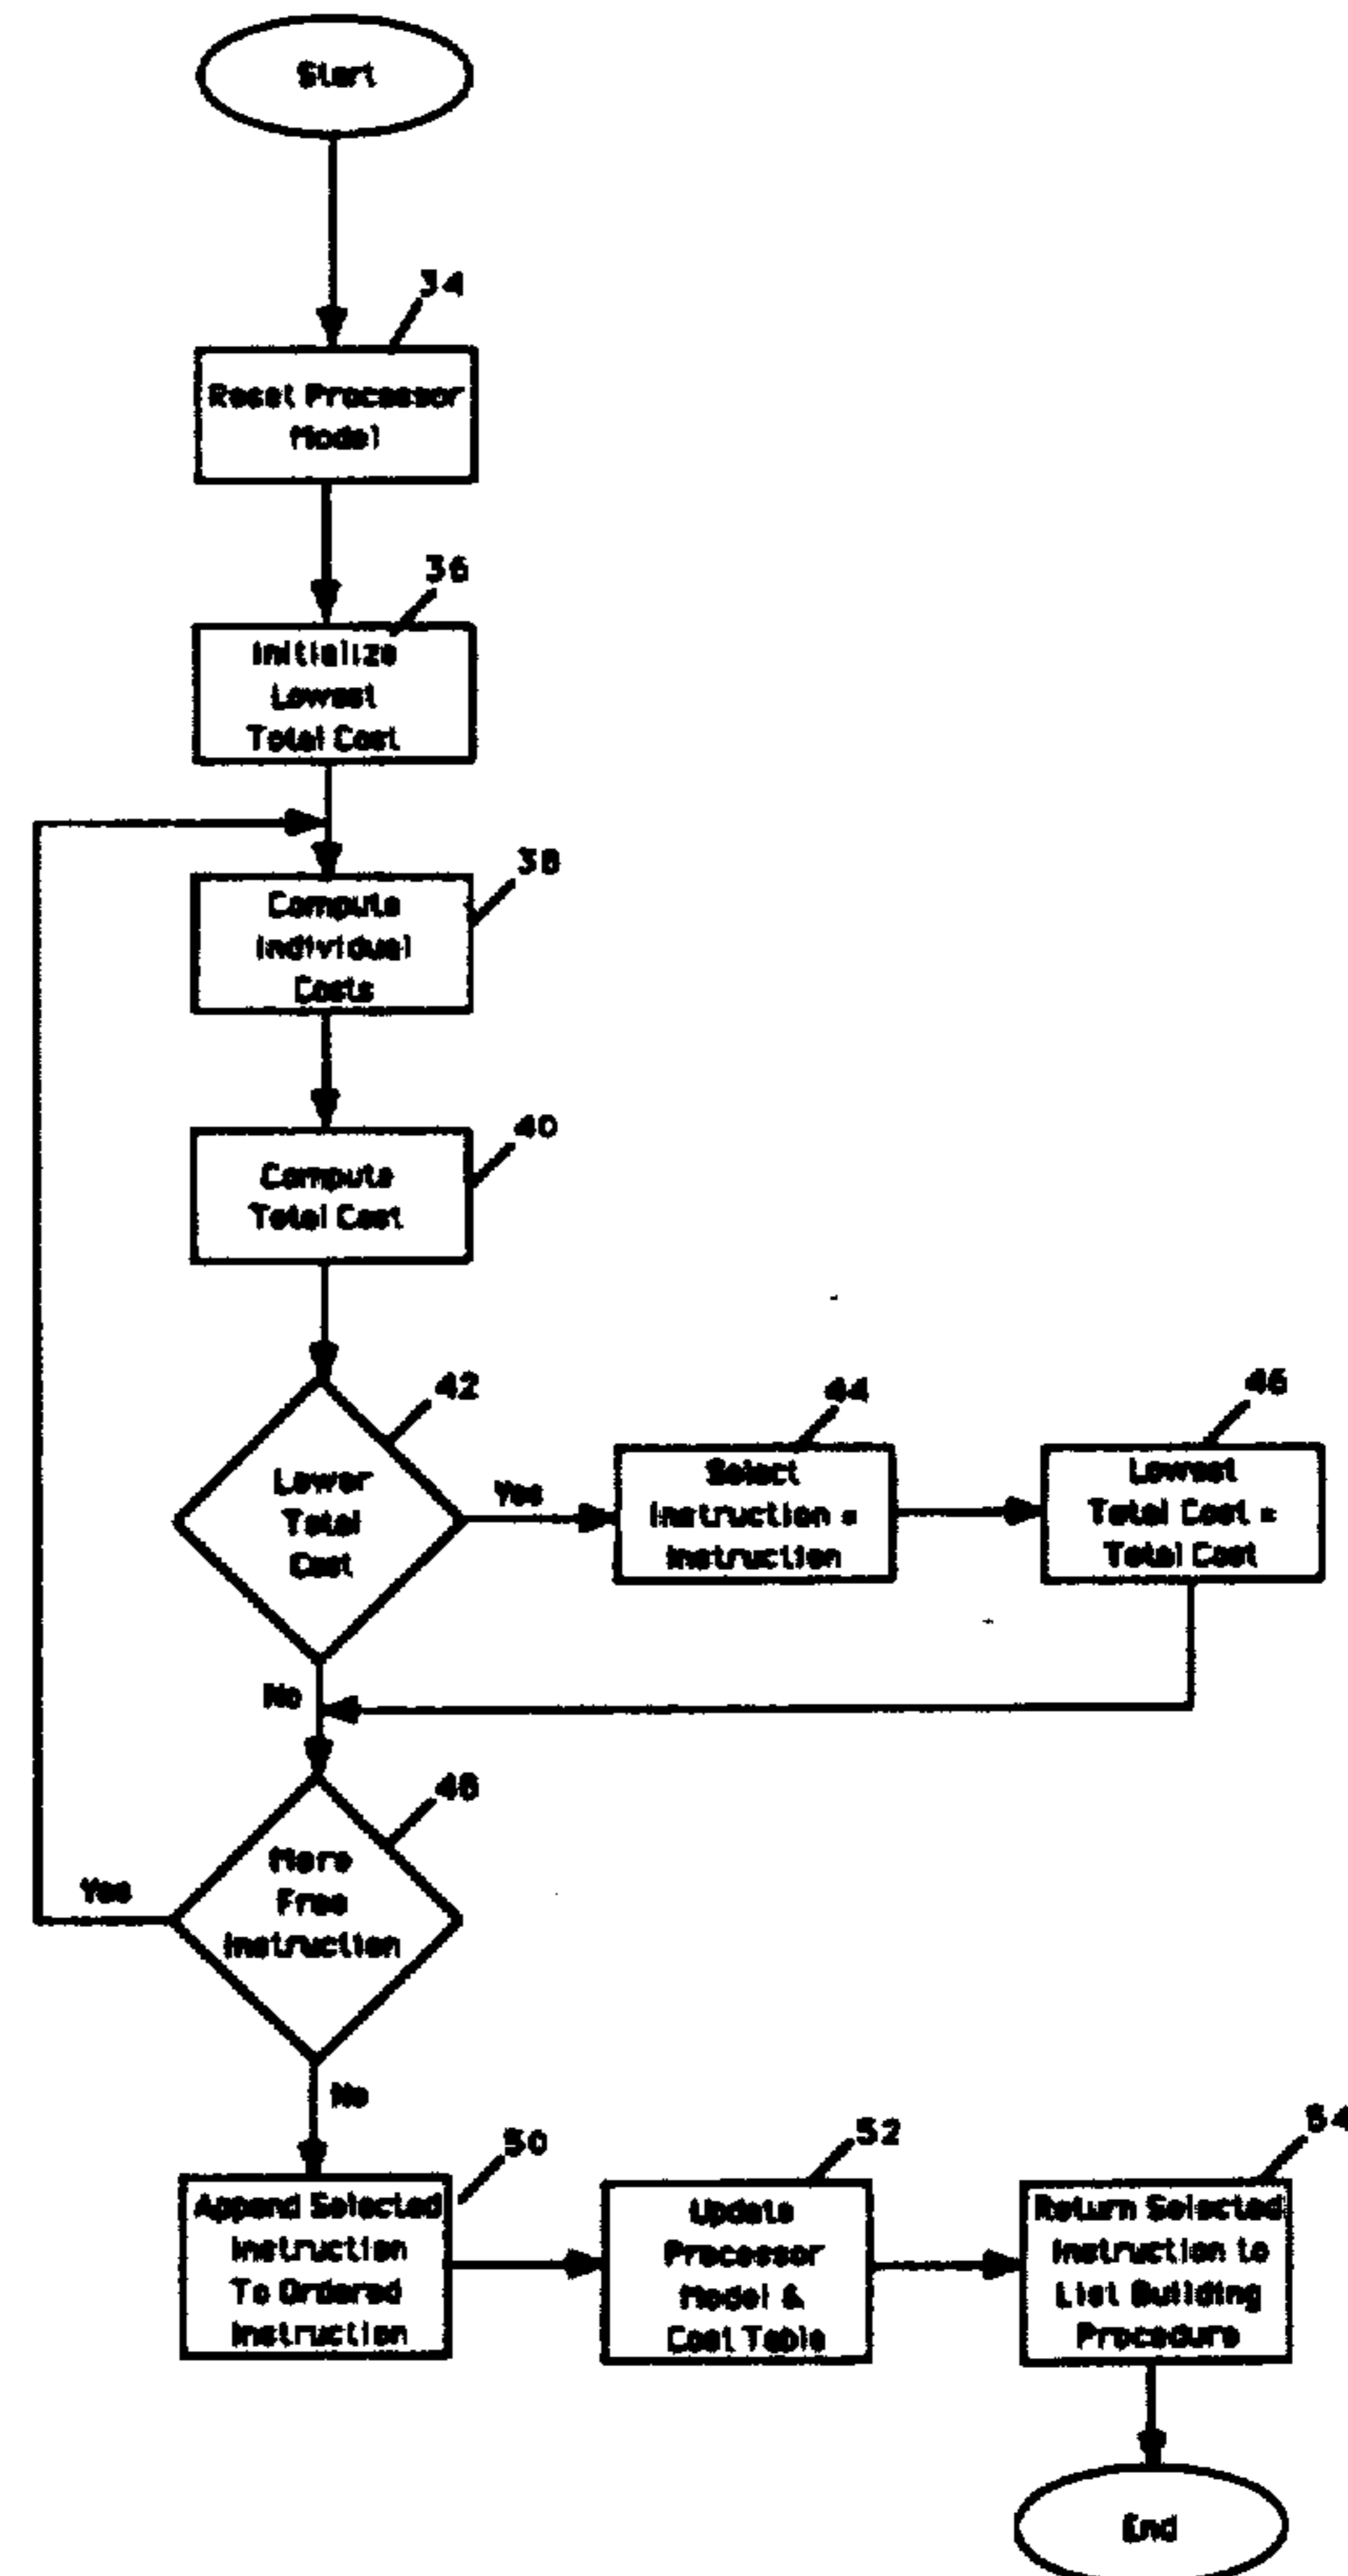 Start
34
Reset Processor
Model
36
Initialize
Lowest
Total Cost
38
Compute
Individual
Costs
40
Compute
Total Cost
42
Lower
Total
Cost
Yes
44
Select
Instruction =
Instruction
46
Lowest
Total Cost =
Total Cost
No
48
More
Free
Instruction
Yes
No
50
Append Selected
Instruction
To Ordered
Instruction
52
Update
Processor
Model &
Cost Table
54
Return Selected
Instruction to
List Building
Procedure
End